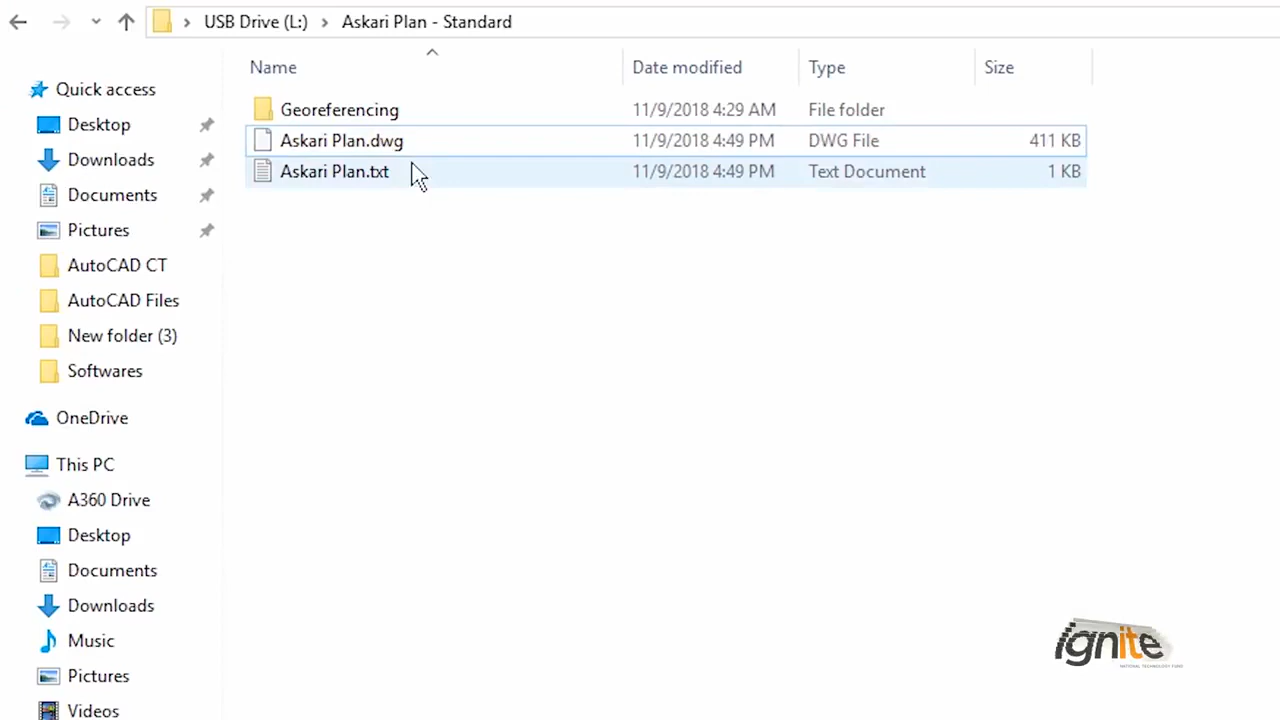 USB Drive (L:) Askari Plan - Standard
Name Date modified Type Size
Quick access
Desktop
Downloads
Documents
Pictures
AutoCAD CT
AutoCAD Files
New folder (3)
Softwares
OneDrive
This PC
A360 Drive
Desktop
Documents
Downloads
Music
Pictures
Videos
Georeferencing 11/9/2018 4:29 AM File folder
Askari Plan.dwg 11/9/2018 4:49 PM DWG File 411 KB
Askari Plan.txt 11/9/2018 4:49 PM Text Document 1 KB
ignite
NATIONAL TECHNOLOGY FUND